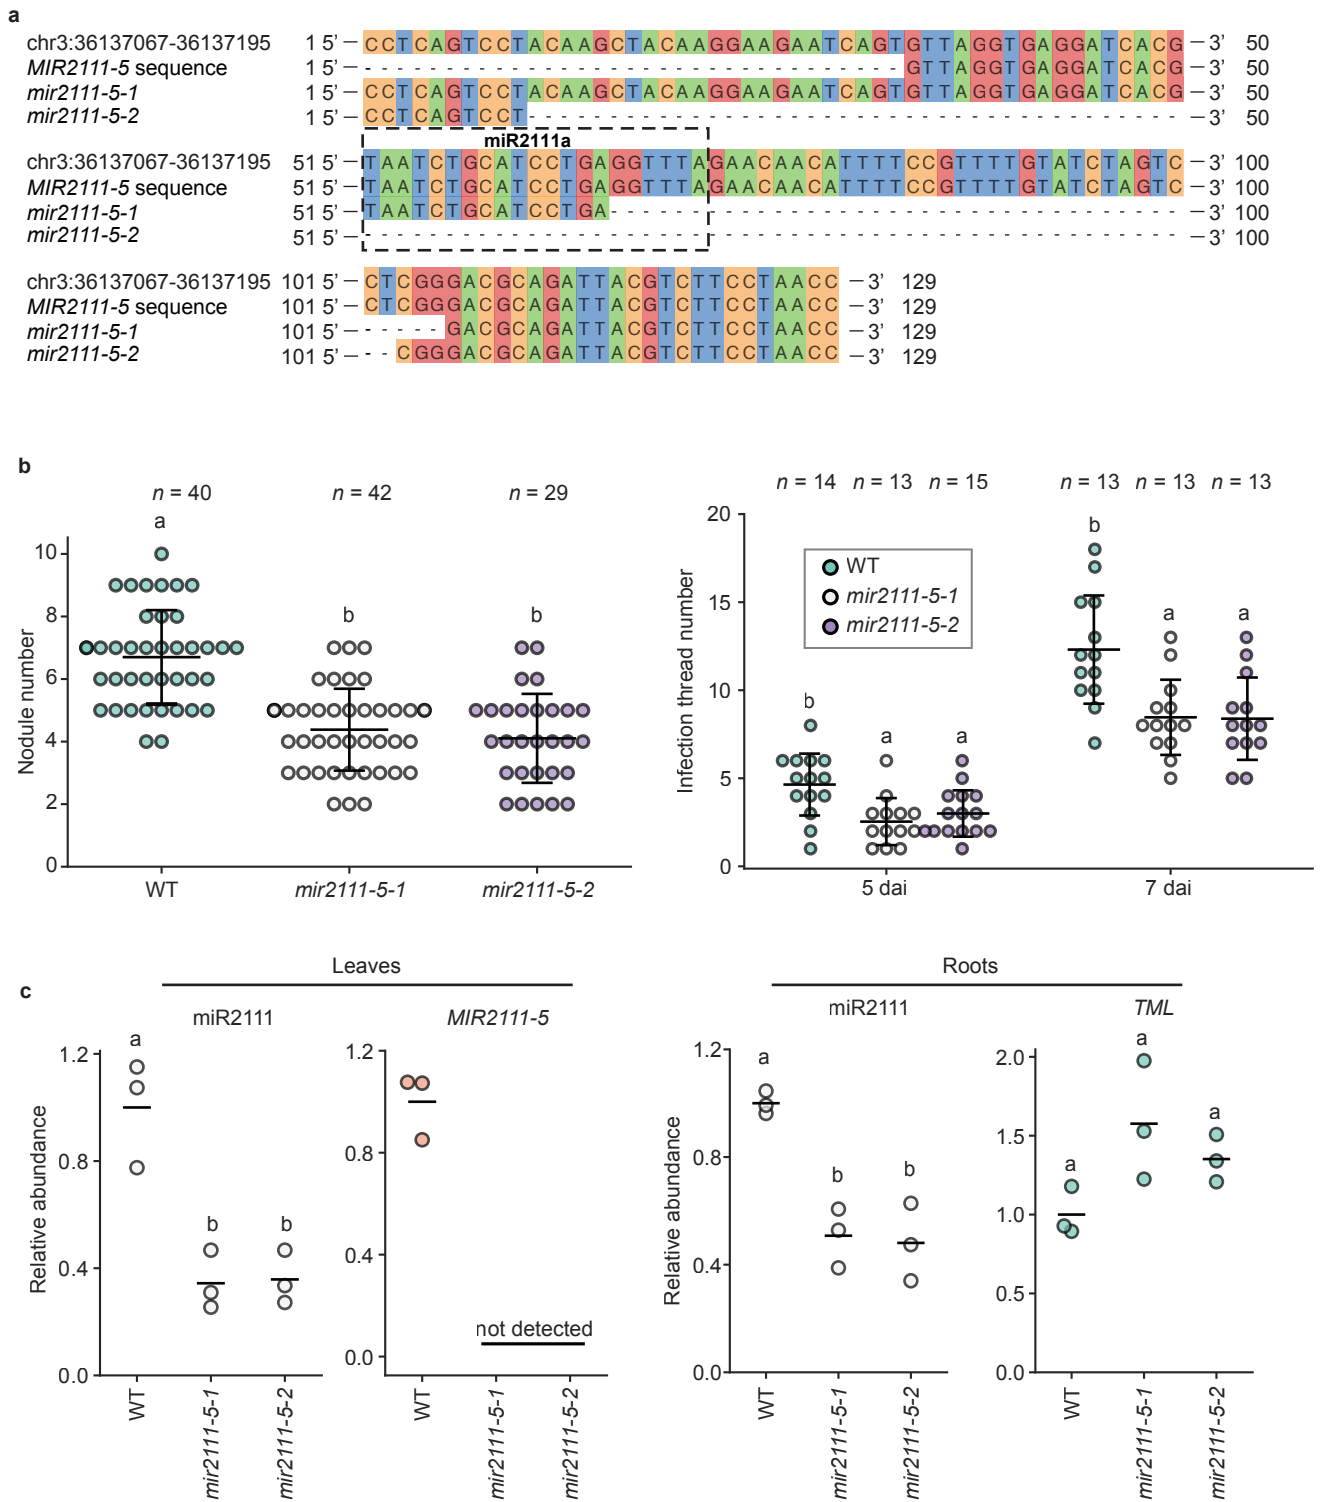 a
chr3:36137067-36137195 1 5' — CCTCAGTCCTACAAGCTACAAGGAAGAATCAGTGTTAGGTGAGGATCACG — 3' 50
MIR2111-5 sequence 1 5' — ---------------------------------GTTAGGTGAGGATCACG — 3' 50
mir2111-5-1 1 5' — CCTCAGTCCTACAAGCTACAAGGAAGAATCAGTGTTAGGTGAGGATCACG — 3' 50
mir2111-5-2 1 5' — CCTCAGTCCT---------------------------------------- — 3' 50
miR2111a
chr3:36137067-36137195 51 5' — TAATCTGCATCCTGAGGTTTAGAACAACATTTTCCGTTTTGTATCTAGTC — 3' 100
MIR2111-5 sequence 51 5' — TAATCTGCATCCTGAGGTTTAGAACAACATTTTCCGTTTTGTATCTAGTC — 3' 100
mir2111-5-1 51 5' — TAATCTGCATCCTGA----------------------------------- — 3' 100
mir2111-5-2 51 5' — -------------------------------------------------- — 3' 100
chr3:36137067-36137195 101 5' — CTCGGGACGCAGATTACGTCTTCCTAACC — 3' 129
MIR2111-5 sequence 101 5' — CTCGGGACGCAGATTACGTCTTCCTAACC — 3' 129
mir2111-5-1 101 5' — -----GACGCAGATTACGTCTTCCTAACC — 3' 129
mir2111-5-2 101 5' — --CGGGACGCAGATTACGTCTTCCTAACC — 3' 129
b
n = 40 n = 42 n = 29
a b b
Nodule number
10
8
6
4
2
0
WT mir2111-5-1 mir2111-5-2
n = 14 n = 13 n = 15 n = 13 n = 13 n = 13
Infection thread number
20
15
10
5
0
WT
mir2111-5-1
mir2111-5-2
b a a b a a
5 dai 7 dai
c
Leaves
miR2111
Relative abundance
1.2
0.8
0.4
0.0
a b b
WT mir2111-5-1 mir2111-5-2
MIR2111-5
1.2
0.8
0.4
0.0
not detected
WT mir2111-5-1 mir2111-5-2
Roots
miR2111
Relative abundance
1.2
0.8
0.4
0.0
a b b
WT mir2111-5-1 mir2111-5-2
TML
2.0
1.5
1.0
0.5
0.0
a a a
WT mir2111-5-1 mir2111-5-2